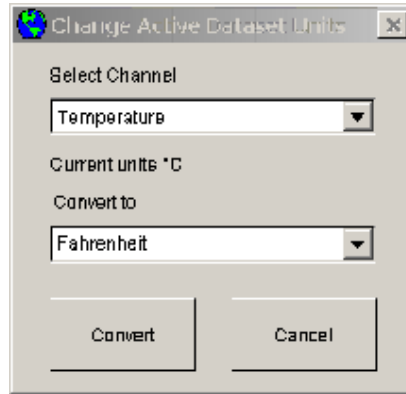 Change Active Dataset Units
Select Channel
Temperature
Current units °C
Convert to
Fahrenheit
Convert
Cancel